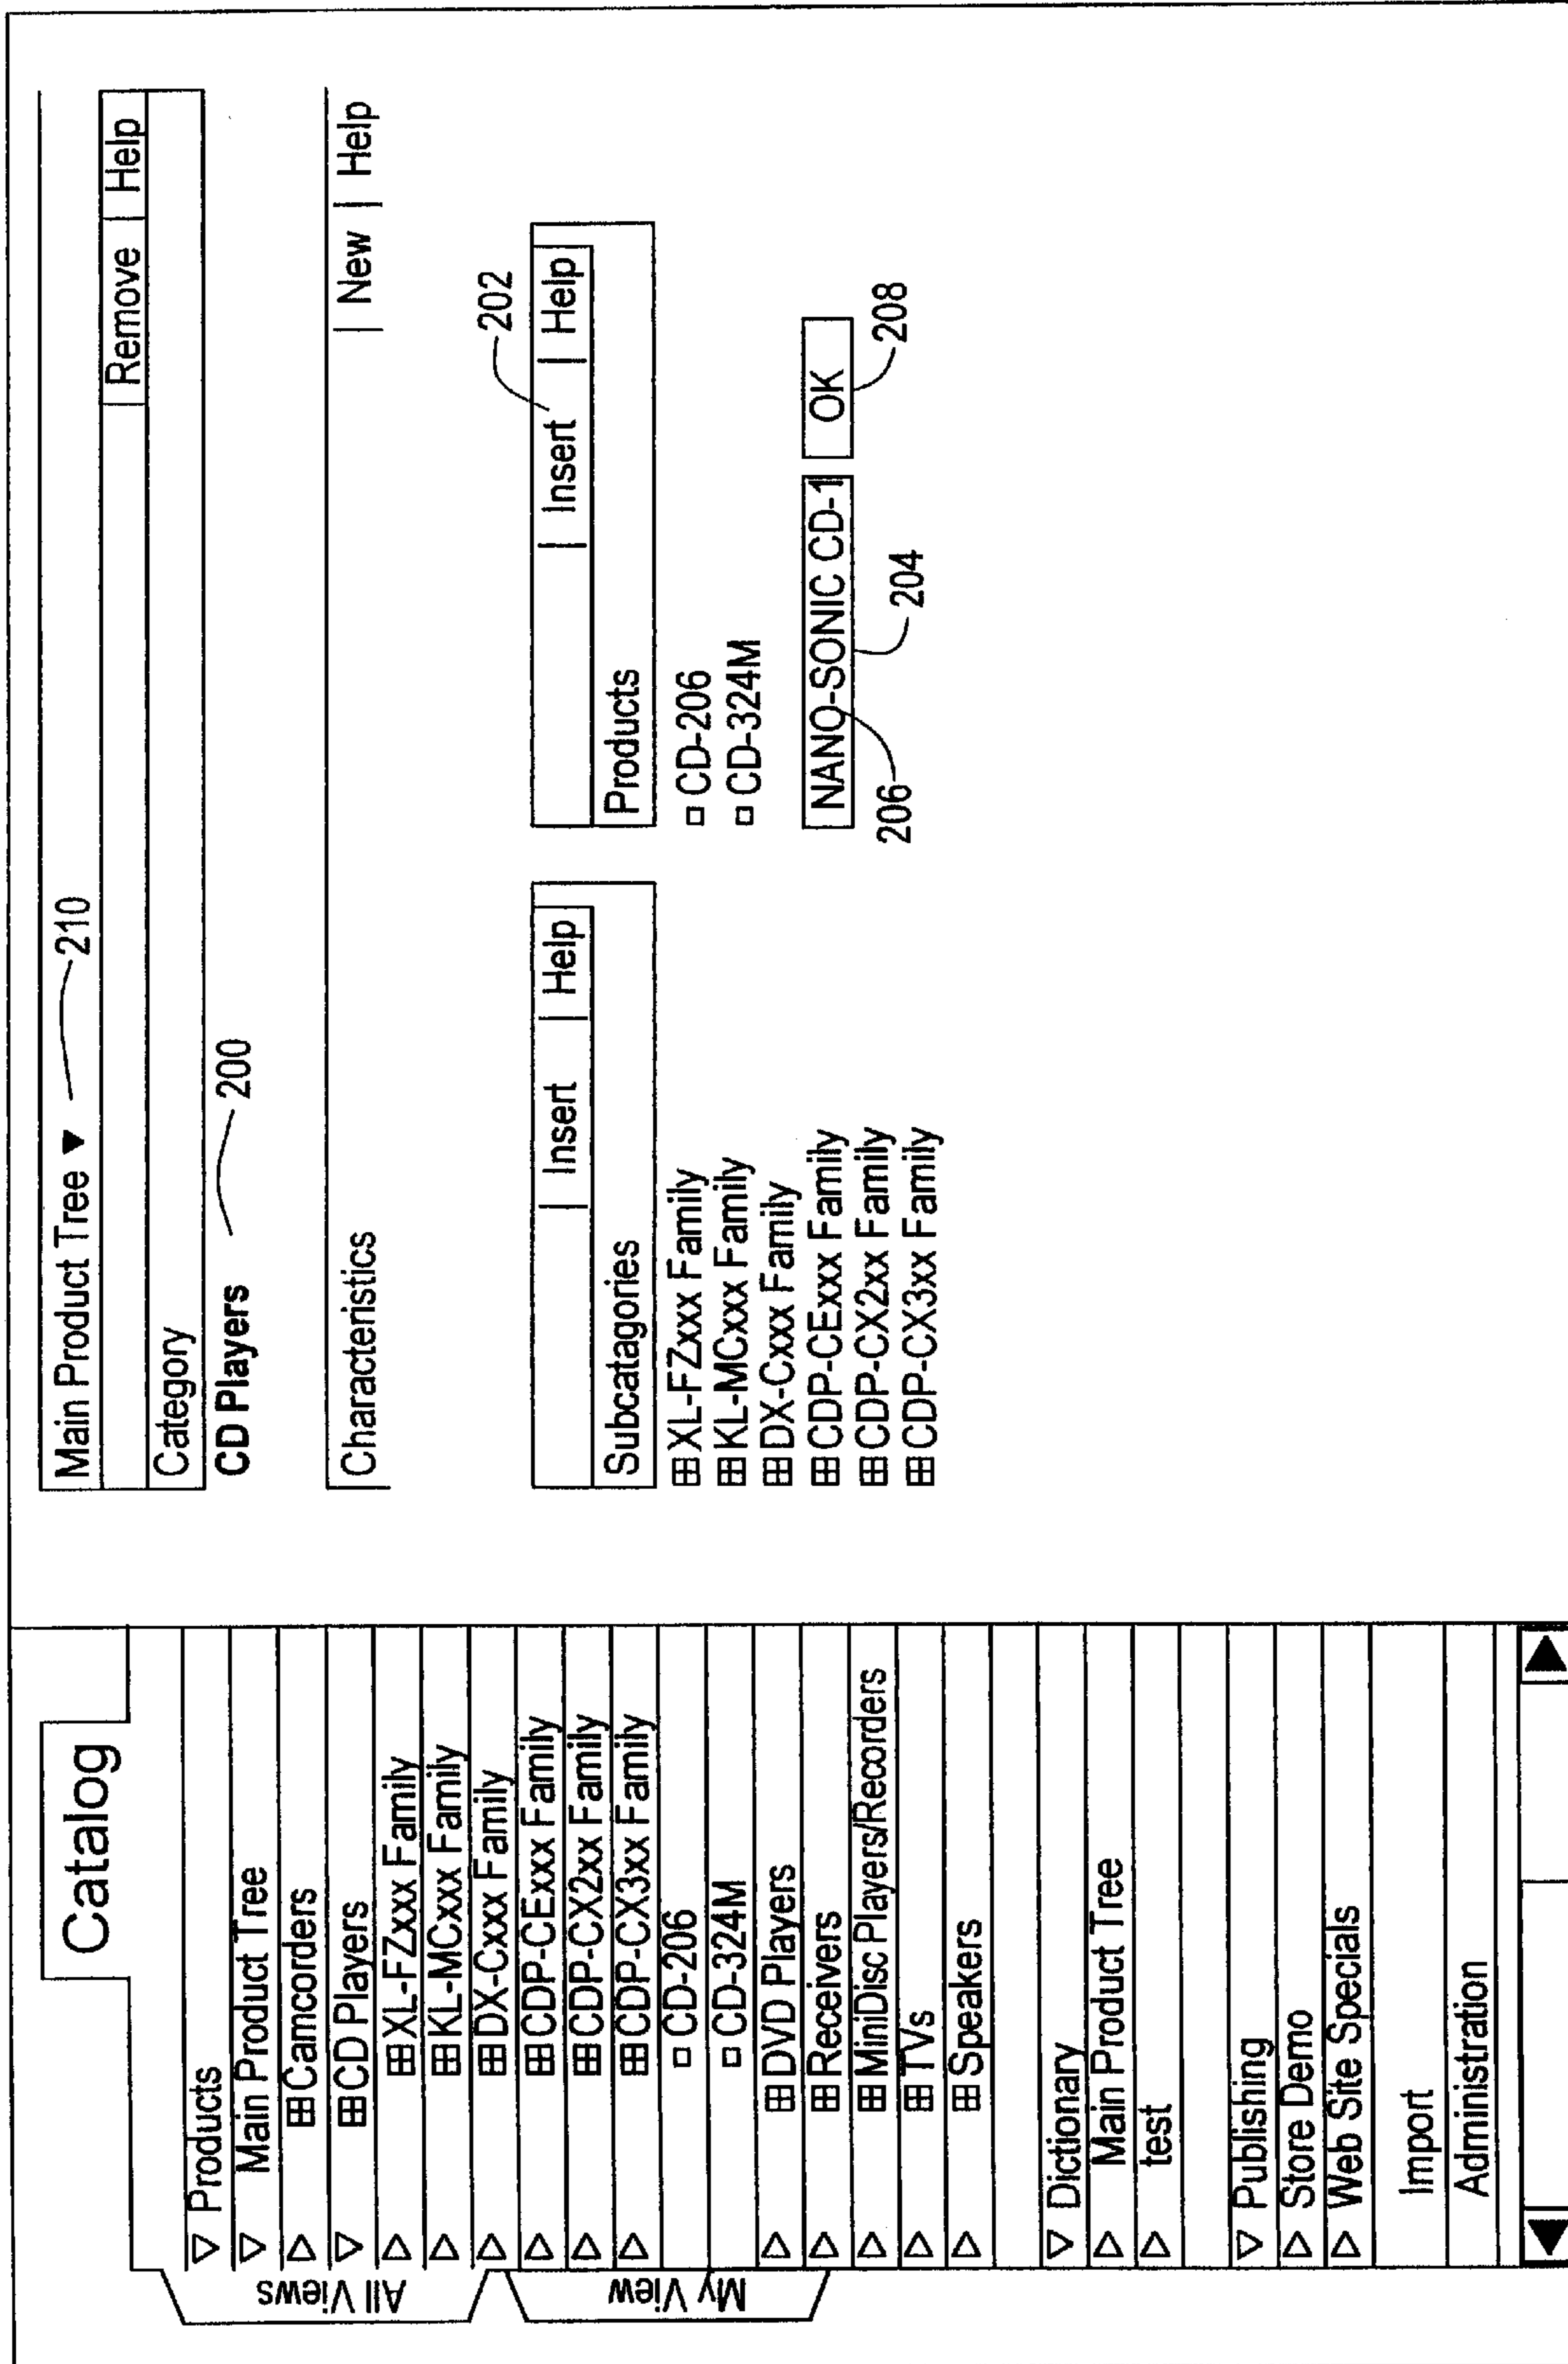 Catalog
All Views
My View
Products
Main Product Tree
Camcorders
CD Players
XL-FZxxx Family
KL-MCxxx Family
DX-Cxxx Family
CDP-CExxx Family
CDP-CX2xx Family
CDP-CX3xx Family
CD-206
CD-324M
DVD Players
Receivers
MiniDisc Players/Recorders
TVs
Speakers
Dictionary
Main Product Tree
test
Publishing
Store Demo
Web Site Specials
Import
Administration
Main Product Tree ▼ 210
| Remove | Help
Category
CD Players 200
Characteristics | New | Help
202
| Insert | Help
Subcatagories
XL-FZxxx Family
KL-MCxxx Family
DX-Cxxx Family
CDP-CExxx Family
CDP-CX2xx Family
CDP-CX3xx Family
| Insert | Help
Products
CD-206
CD-324M
NANO-SONIC CD-1 OK
206 204 208